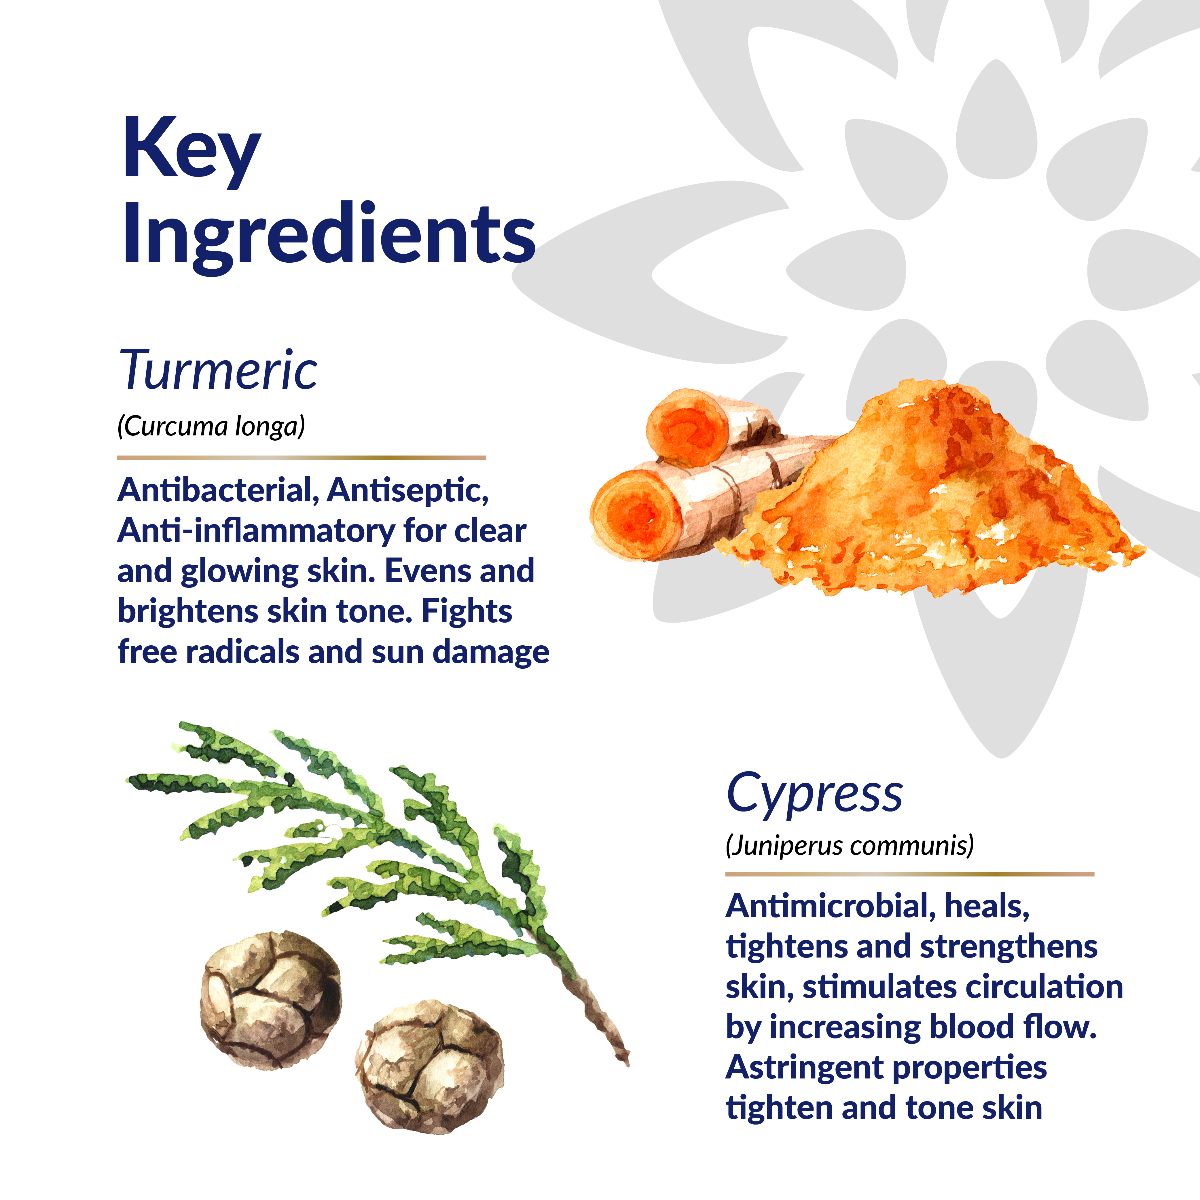 Key
Ingredients
Turmeric
(Curcuma longa)
Antibacterial, Antiseptic,
Anti-inflammatory for clear
and glowing skin. Evens and
brightens skin tone. Fights
free radicals and sun damage
Cypress
(Juniperus communis)
Antimicrobial, heals,
tightens and strengthens
skin, stimulates circulation
by increasing blood flow.
Astringent properties
tighten and tone skin